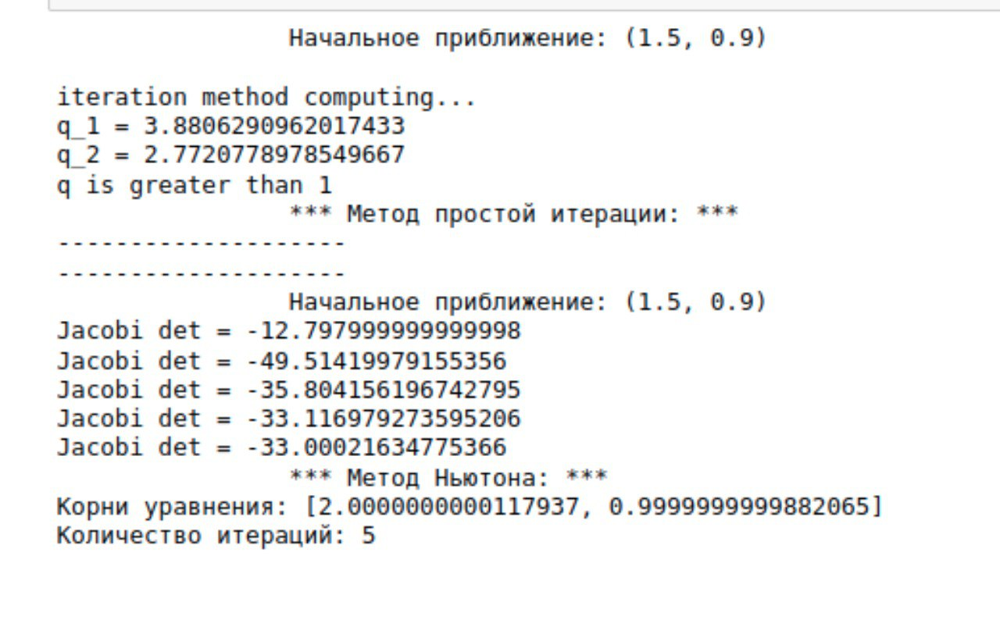 Начальное приближение: (1.5, 0.9)
iteration method computing...
q_1 = 3.8806290962017433
q_2 = 2.7720778978549667
q is greater than 1
*** Метод простой итерации: ***
--------------------
--------------------
Начальное приближение: (1.5, 0.9)
Jacobi det = -12.797999999999998
Jacobi det = -49.51419979155356
Jacobi det = -35.804156196742795
Jacobi det = -33.116979273595206
Jacobi det = -33.00021634775366
*** Метод Ньютона: ***
Корни уравнения: [2.0000000000117937, 0.9999999999882065]
Количество итераций: 5